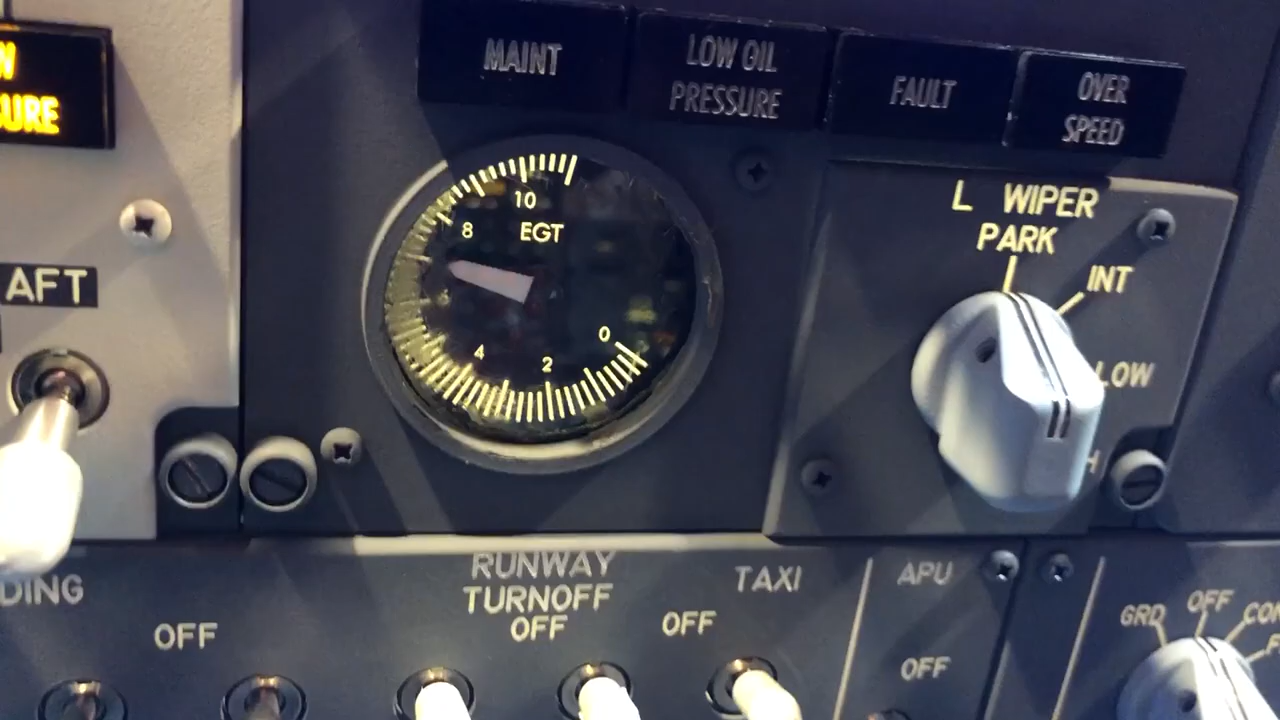 MAINT
LOW OIL
PRESSURE
FAULT
OVER
SPEED
10
8
EGT
6
4
2
0
L WIPER
PARK
INT
LOW
AFT
RUNWAY
TURNOFF
OFF
OFF
OFF
TAXI
APU
OFF
GRD
OFF